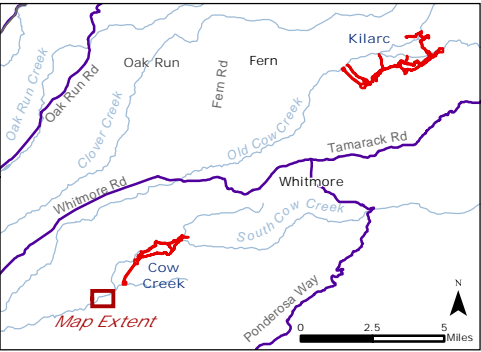 Kilarc
Oak Run
Fern
Oak Run Creek
Oak Run Rd
Fern Rd
Clover Creek
Old Cow Creek
Tamarack Rd
Whitmore Rd
Whitmore
South Cow Creek
Cow
Creek
Map Extent
Ponderosa Way
N
0 2.5 5
Miles